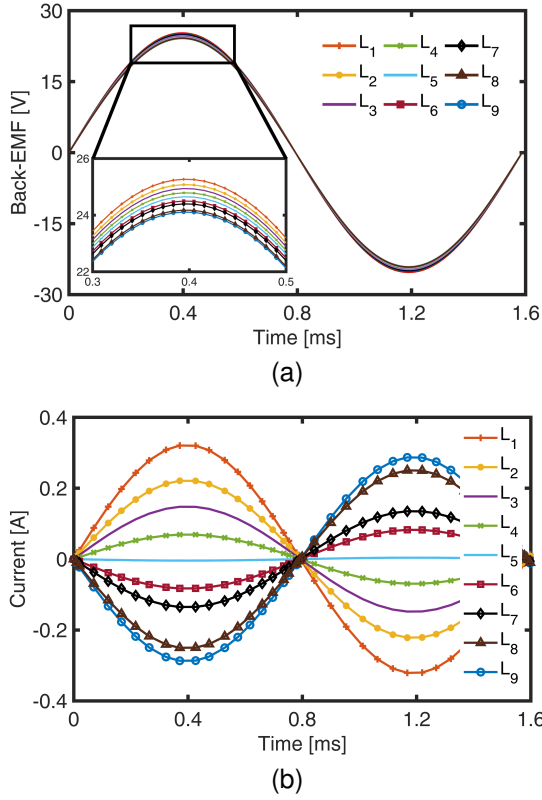 30
15
0
-15
-30
Back-EMF [V]
L1 L4 L7
L2 L5 L8
L3 L6 L9
26
24
22
0.3 0.4 0.5
0 0.4 0.8 1.2 1.6
Time [ms]
(a)
0.4
0.2
0
-0.2
-0.4
Current [A]
L1
L2
L3
L4
L5
L6
L7
L8
L9
0 0.4 0.8 1.2 1.6
Time [ms]
(b)